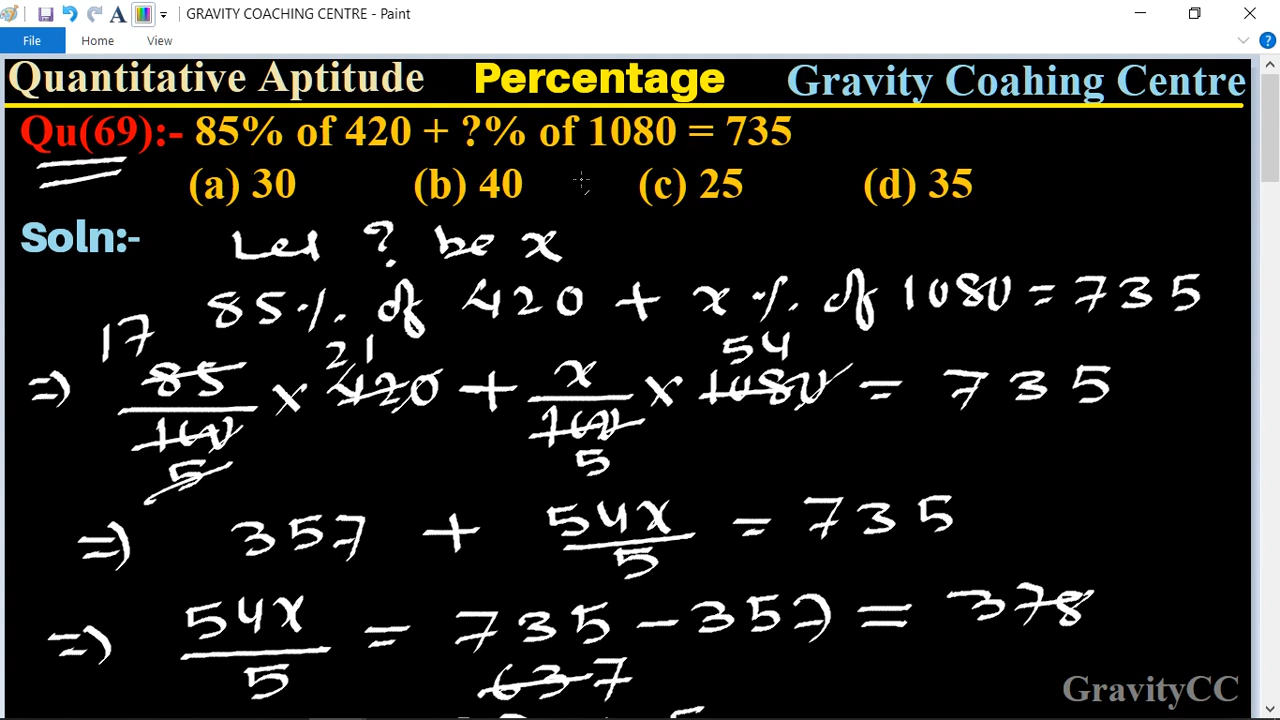 GRAVITY COACHING CENTRE - Paint
File Home View
Quantitative Aptitude Percentage Gravity Coahing Centre
Qu(69):- 85% of 420 + ?% of 1080 = 735
(a) 30 (b) 40 (c) 25 (d) 35
Soln:- Let ? be x
85% of 420 + x% of 1080 = 735
17 21 54
=> 85/100 × 420 + x/100 × 1080 = 735
5 5
=> 357 + 54x/5 = 735
=> 54x/5 = 735 - 357 = 378
637
GravityCC